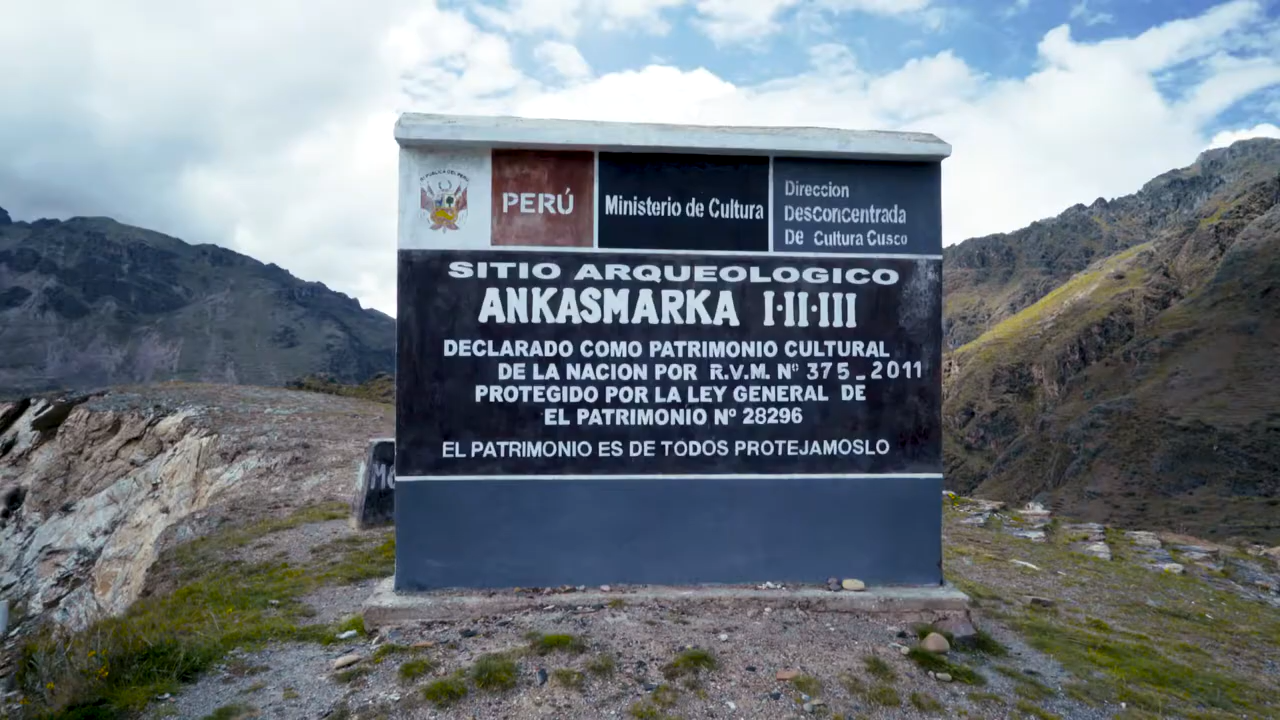 REPUBLICA DEL PERU
PERÚ
Ministerio de Cultura
Direccion
Desconcentrada
De Cultura Cusco
SITIO ARQUEOLOGICO
ANKASMARKA I·II·III
DECLARADO COMO PATRIMONIO CULTURAL
DE LA NACION POR R.V.M. Nº 375_2011
PROTEGIDO POR LA LEY GENERAL DE
EL PATRIMONIO Nº 28296
EL PATRIMONIO ES DE TODOS PROTEJAMOSLO